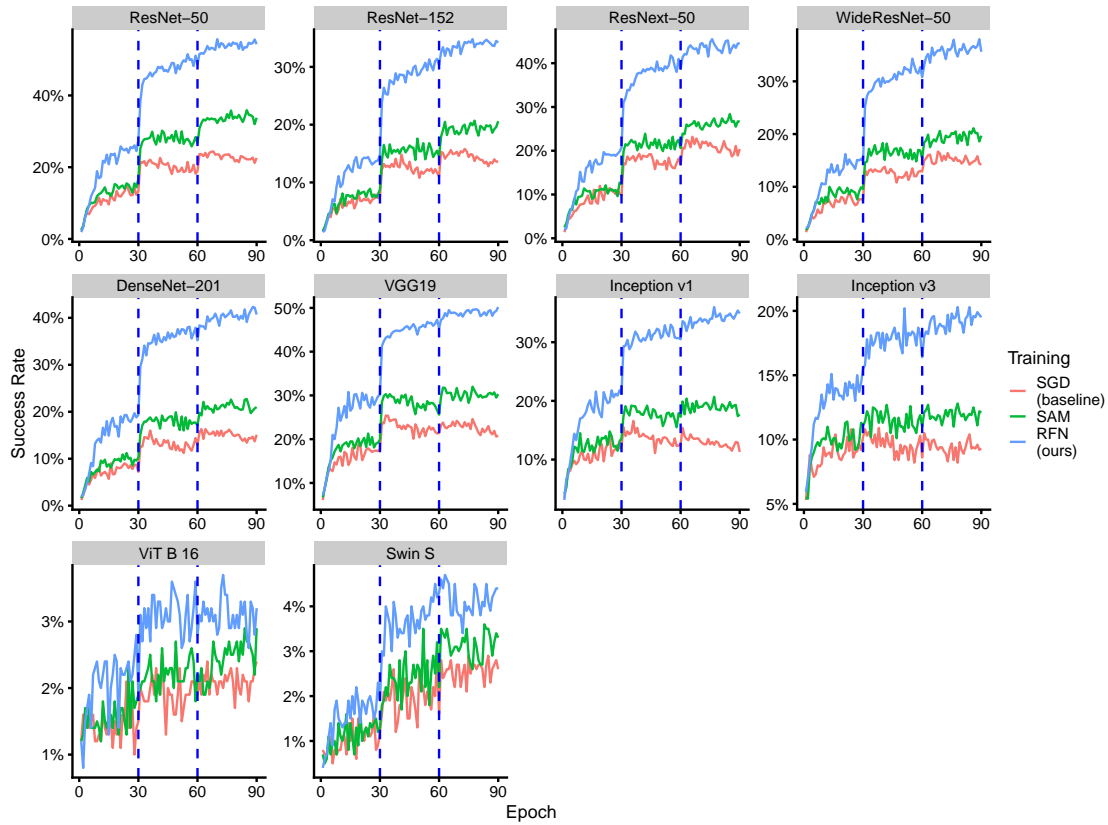 ResNet−50 ResNet−152 ResNext−50 WideResNet−50
40%
20%
0%
30%
20%
10%
0%
40%
30%
20%
10%
0%
30%
20%
10%
0%
0 30 60 90 0 30 60 90 0 30 60 90 0 30 60 90
DenseNet−201 VGG19 Inception v1 Inception v3
40%
30%
20%
10%
0%
50%
40%
30%
20%
10%
30%
20%
10%
20%
15%
10%
5%
0 30 60 90 0 30 60 90 0 30 60 90 0 30 60 90
ViT B 16 Swin S
3%
2%
1%
4%
3%
2%
1%
0 30 60 90 0 30 60 90
Epoch
Success Rate
Training
SGD
(baseline)
SAM
RFN
(ours)